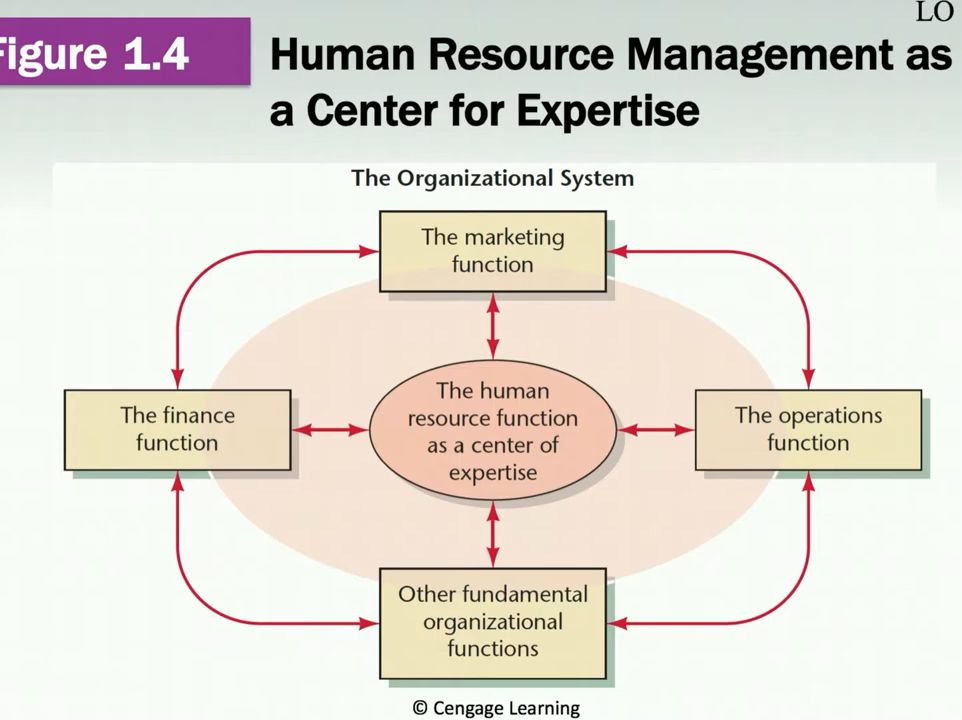 LO
Figure 1.4
Human Resource Management as
a Center for Expertise
The Organizational System
The marketing
function
The finance
function
The human
resource function
as a center of
expertise
The operations
function
Other fundamental
organizational
functions
© Cengage Learning